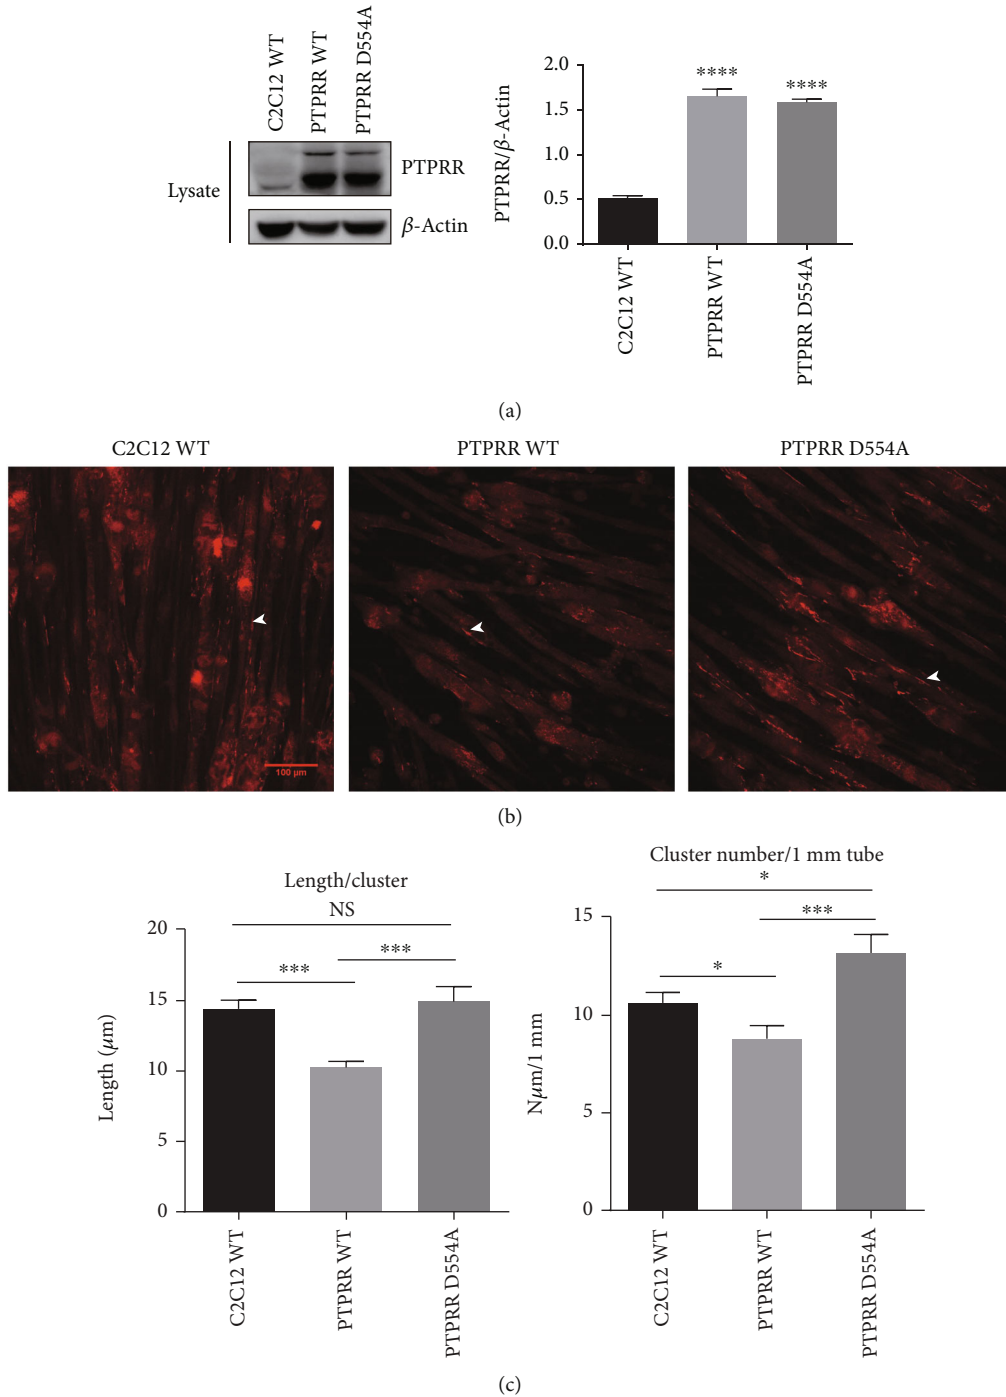 C2C12 WT
PTPRR WT
PTPRR D554A
Lysate
PTPRR
β-Actin
PTPRR/β-Actin
2.0
1.5
1.0
0.5
0.0
****
****
C2C12 WT
PTPRR WT
PTPRR D554A
(a)
C2C12 WT
PTPRR WT
PTPRR D554A
100 µm
(b)
Length/cluster
NS
***
***
Length (µm)
20
15
10
5
0
C2C12 WT
PTPRR WT
PTPRR D554A
Cluster number/1 mm tube
*
***
*
Nµm/1 mm
15
10
5
0
C2C12 WT
PTPRR WT
PTPRR D554A
(c)